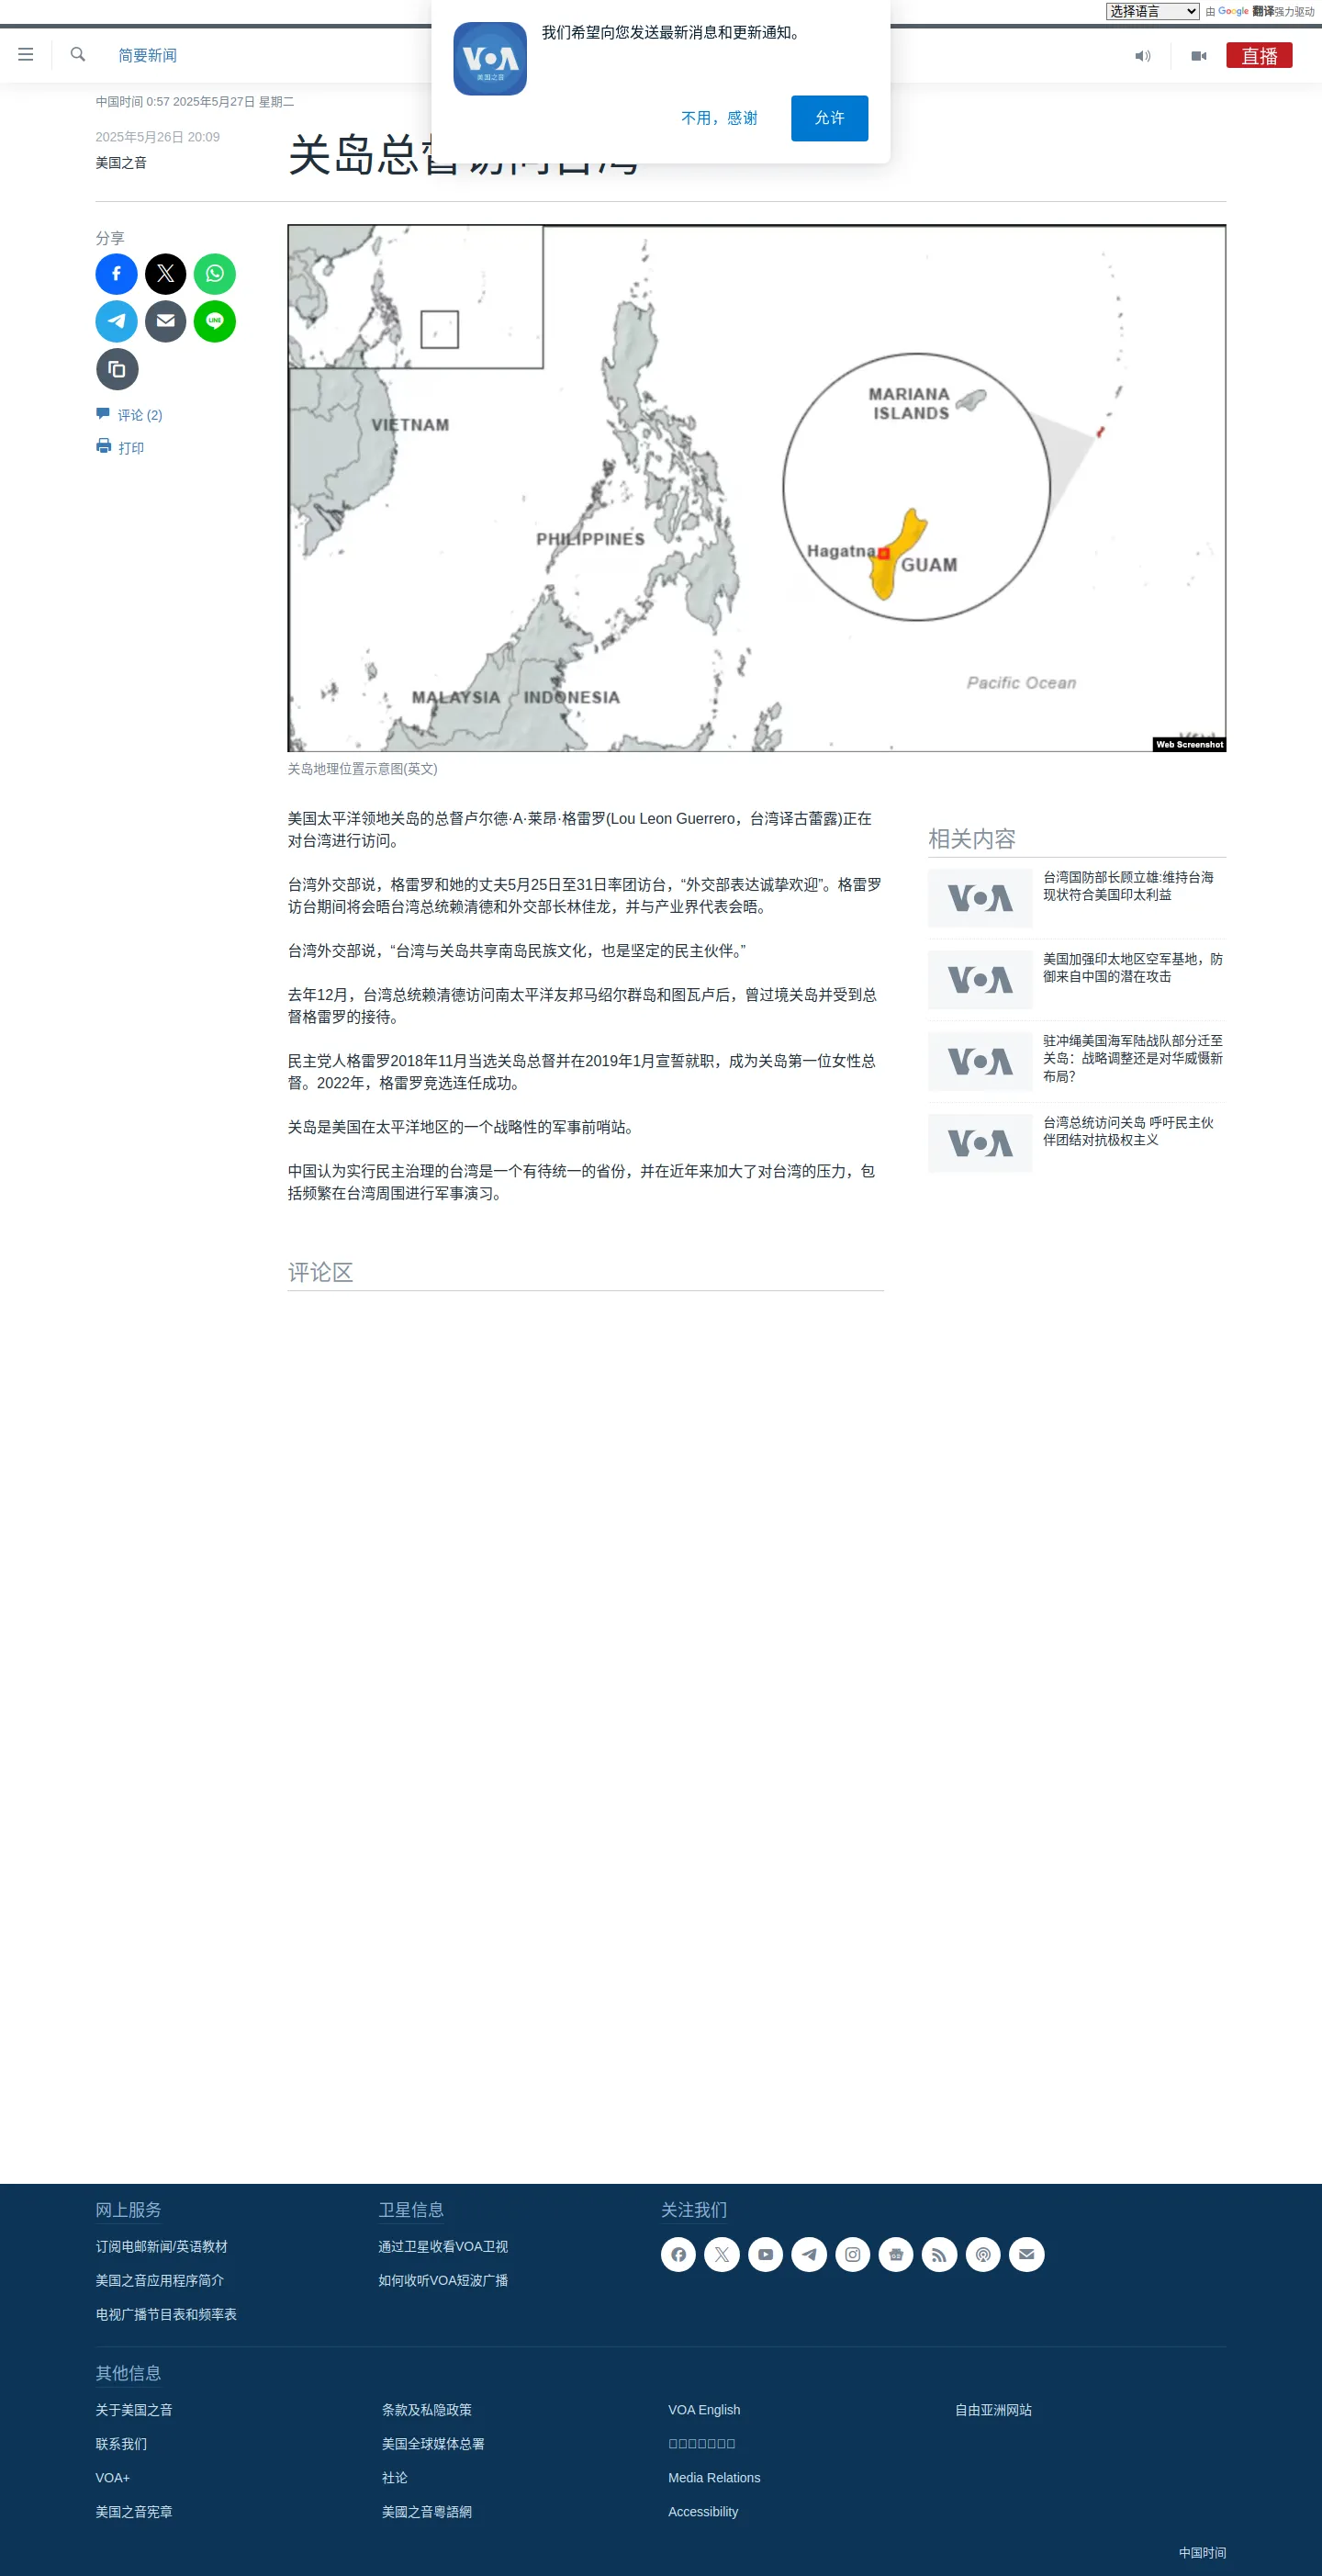 选择语言 由 Google 翻译强力驱动
我们希望向您发送最新消息和更新通知。
VOA
美国之音
不用，感谢
允许
简要新闻
直播
中国时间 0:57 2025年5月27日 星期二
2025年5月26日 20:09
美国之音
关岛总督访问台湾
分享
LINE
评论 (2)
打印
VIETNAM
PHILIPPINES
MALAYSIA
INDONESIA
MARIANA
ISLANDS
Hagatna
GUAM
Pacific Ocean
Web Screenshot
关岛地理位置示意图(英文)
美国太平洋领地关岛的总督卢尔德·A·莱昂·格雷罗(Lou Leon Guerrero，台湾译古蕾露)正在
对台湾进行访问。
台湾外交部说，格雷罗和她的丈夫5月25日至31日率团访台，“外交部表达诚挚欢迎”。格雷罗
访台期间将会晤台湾总统赖清德和外交部长林佳龙，并与产业界代表会晤。
台湾外交部说，“台湾与关岛共享南岛民族文化，也是坚定的民主伙伴。”
去年12月，台湾总统赖清德访问南太平洋友邦马绍尔群岛和图瓦卢后，曾过境关岛并受到总
督格雷罗的接待。
民主党人格雷罗2018年11月当选关岛总督并在2019年1月宣誓就职，成为关岛第一位女性总
督。2022年，格雷罗竞选连任成功。
关岛是美国在太平洋地区的一个战略性的军事前哨站。
中国认为实行民主治理的台湾是一个有待统一的省份，并在近年来加大了对台湾的压力，包
括频繁在台湾周围进行军事演习。
相关内容
VOA
台湾国防部长顾立雄:维持台海
现状符合美国印太利益
VOA
美国加强印太地区空军基地，防
御来自中国的潜在攻击
VOA
驻冲绳美国海军陆战队部分迁至
关岛：战略调整还是对华威慑新
布局?
VOA
台湾总统访问关岛 呼吁民主伙
伴团结对抗极权主义
评论区
网上服务
订阅电邮新闻/英语教材
美国之音应用程序简介
电视广播节目表和频率表
卫星信息
通过卫星收看VOA卫视
如何收听VOA短波广播
关注我们
其他信息
关于美国之音
联系我们
VOA+
美国之音宪章
条款及私隐政策
美国全球媒体总署
社论
美國之音粵語網
VOA English
Media Relations
Accessibility
自由亚洲网站
中国时间